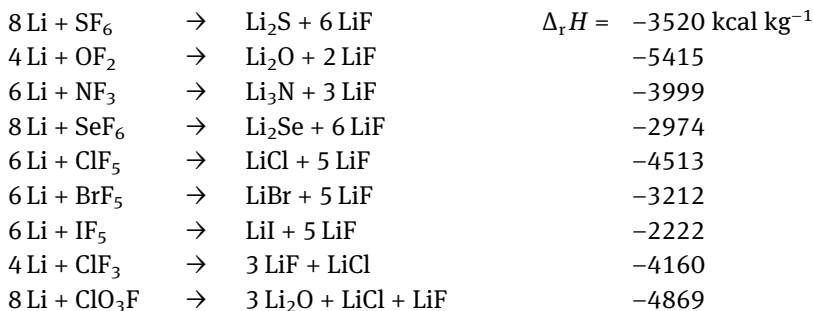 8 Li + SF₆ → Li₂S + 6 LiF ΔᵣH = −3520 kcal kg⁻¹
4 Li + OF₂ → Li₂O + 2 LiF −5415
6 Li + NF₃ → Li₃N + 3 LiF −3999
8 Li + SeF₆ → Li₂Se + 6 LiF −2974
6 Li + ClF₅ → LiCl + 5 LiF −4513
6 Li + BrF₅ → LiBr + 5 LiF −3212
6 Li + IF₅ → LiI + 5 LiF −2222
4 Li + ClF₃ → 3 LiF + LiCl −4160
8 Li + ClO₃F → 3 Li₂O + LiCl + LiF −4869